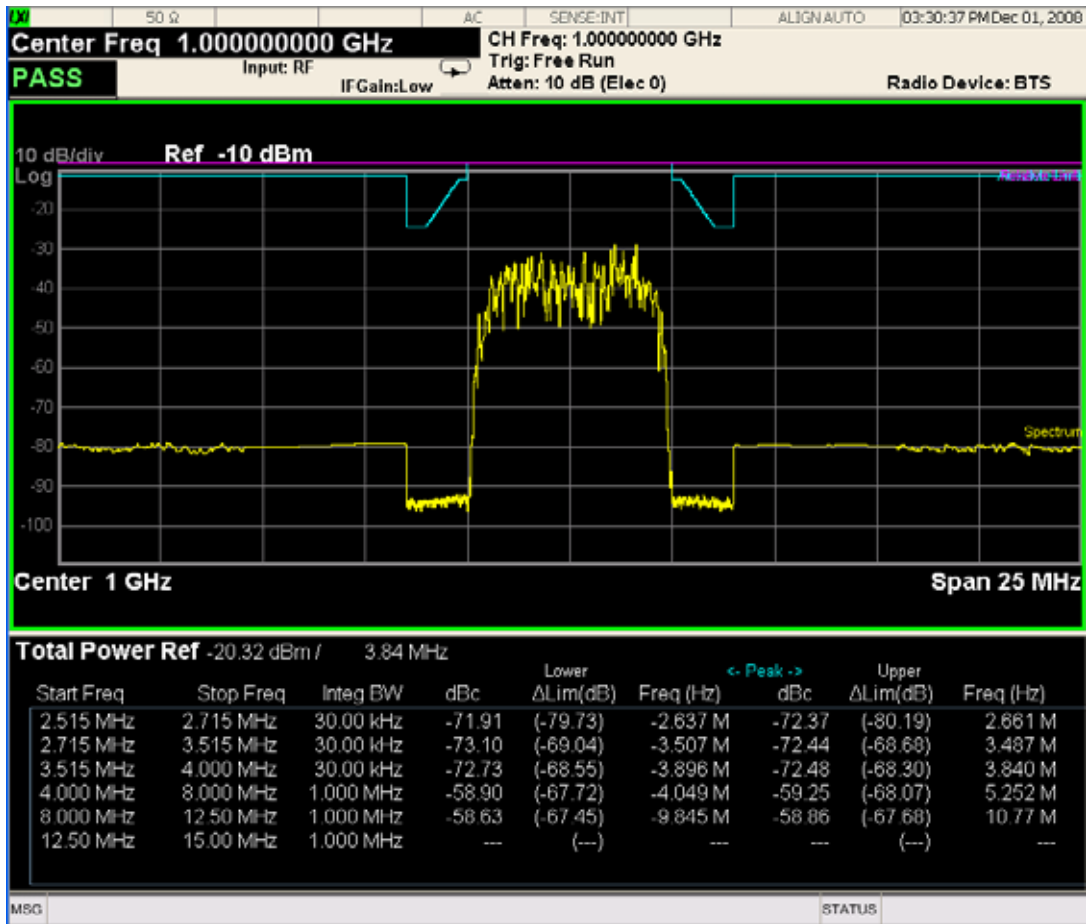 LXI 50 Ω AC SENSE:INT ALIGN AUTO 03:30:37 PM Dec 01, 2008
Center Freq 1.000000000 GHz CH Freq: 1.000000000 GHz
Input: RF Trig: Free Run
PASS IFGain:Low Atten: 10 dB (Elec 0) Radio Device: BTS
10 dB/div Ref -10 dBm
Log
Absolute Limit
-20
-30
-40
-50
-60
-70
Spectrum
-80
-90
-100
Center 1 GHz Span 25 MHz
Total Power Ref -20.32 dBm / 3.84 MHz
Lower <- Peak -> Upper
Start Freq Stop Freq Integ BW dBc ΔLim(dB) Freq (Hz) dBc ΔLim(dB) Freq (Hz)
2.515 MHz 2.715 MHz 30.00 kHz -71.91 (-79.73) -2.637 M -72.37 (-80.19) 2.661 M
2.715 MHz 3.515 MHz 30.00 kHz -73.10 (-69.04) -3.507 M -72.44 (-68.68) 3.487 M
3.515 MHz 4.000 MHz 30.00 kHz -72.73 (-68.55) -3.896 M -72.48 (-68.30) 3.840 M
4.000 MHz 8.000 MHz 1.000 MHz -58.90 (-67.72) -4.049 M -59.25 (-68.07) 5.252 M
8.000 MHz 12.50 MHz 1.000 MHz -58.63 (-67.45) -9.845 M -58.86 (-67.68) 10.77 M
12.50 MHz 15.00 MHz 1.000 MHz --- (---) --- --- (---) ---
MSG STATUS